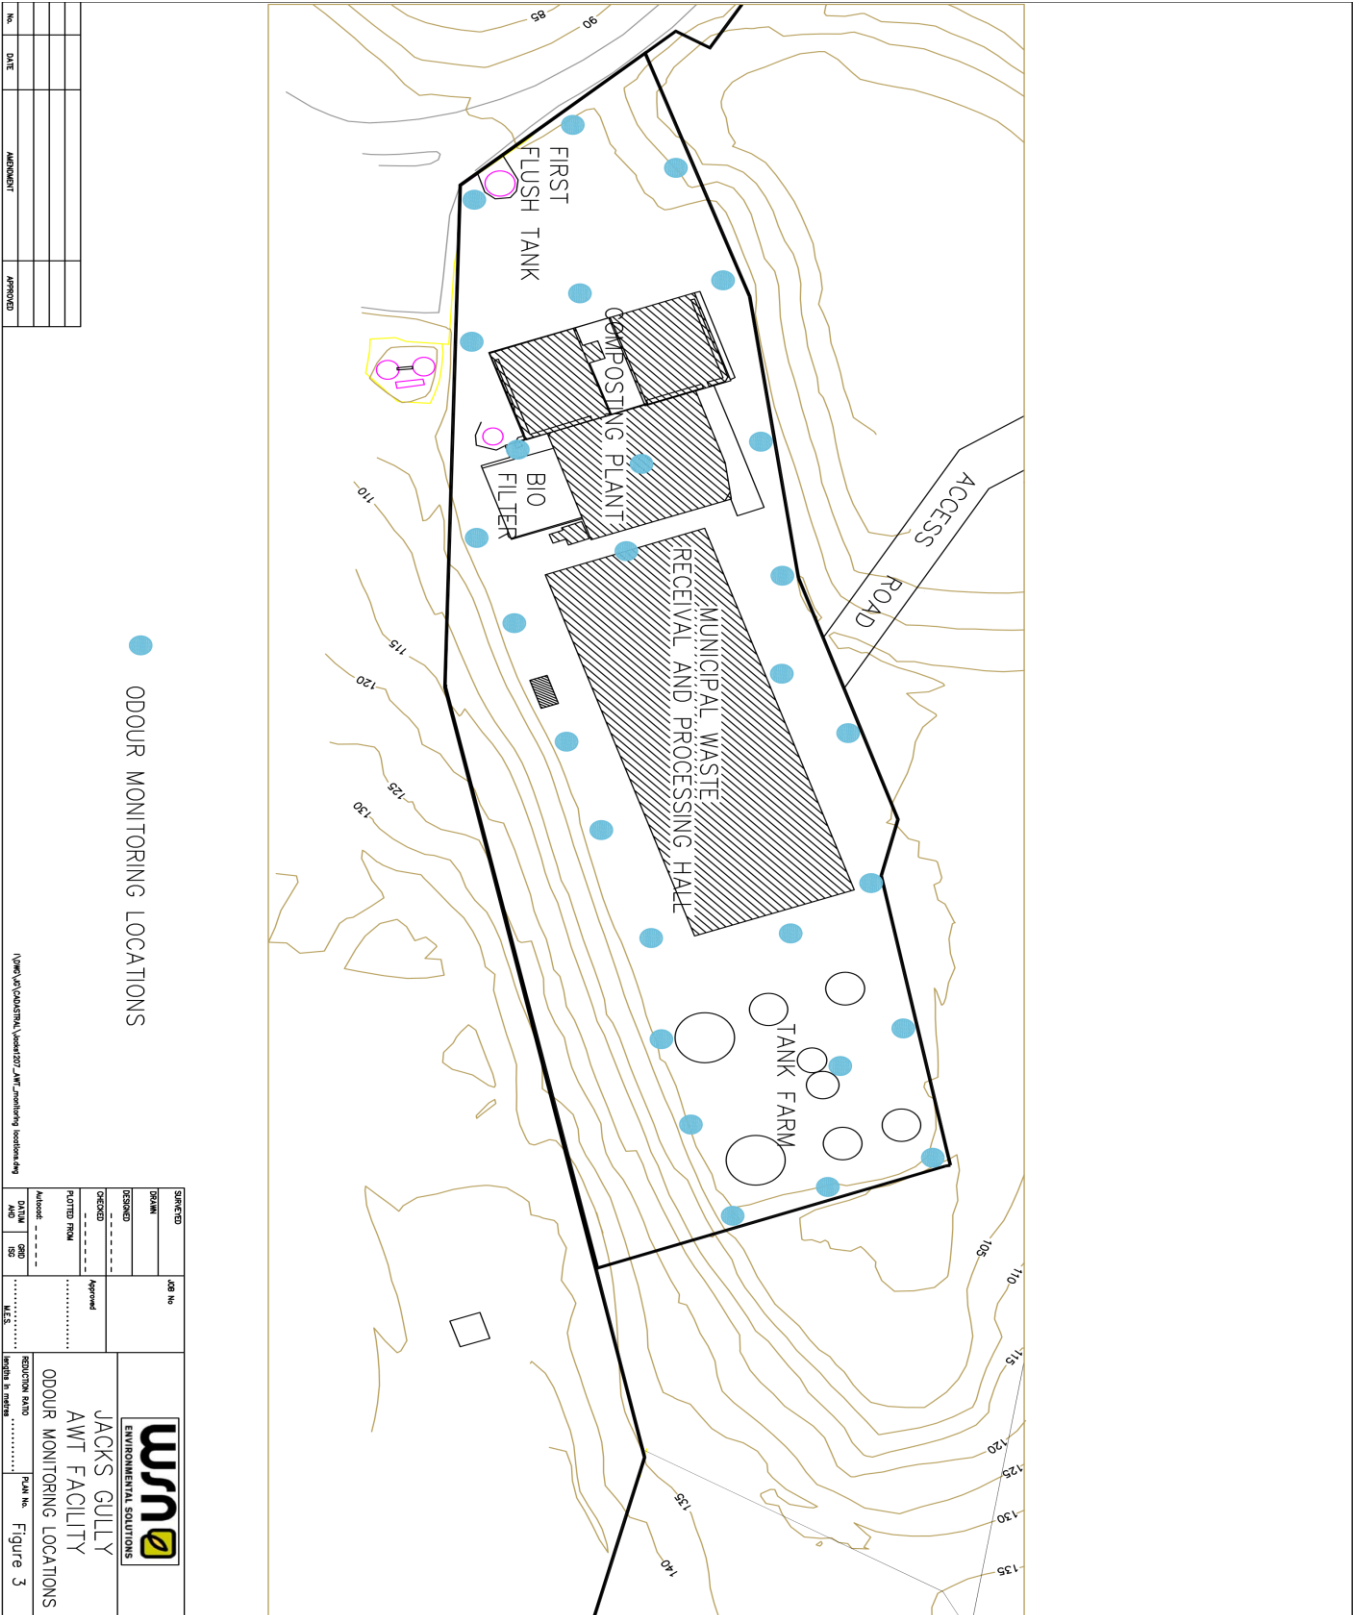 85
90
FIRST
FLUSH TANK
COMPOSTING PLANT
BIO
FILTER
ACCESS ROAD
MUNICIPAL WASTE
RECEIVAL AND PROCESSING HALL
TANK FARM
110
115
120
125
130
105
110
115
120
125
130
135
135
140
ODOUR MONITORING LOCATIONS
No.
DATE
AMENDMENT
APPROVED
SURVEYED
DRAWN
DESIGNED
CHECKED
PLOTTED FROM
Autocad:
DATUM
AHD
GRID
ISG
JOB No
Approved
M.E.S.
wsn
ENVIRONMENTAL SOLUTIONS
JACKS GULLY
AWT FACILITY
ODOUR MONITORING LOCATIONS
REDUCTION RATIO
lengths in metres
PLAN No.
Figure 3